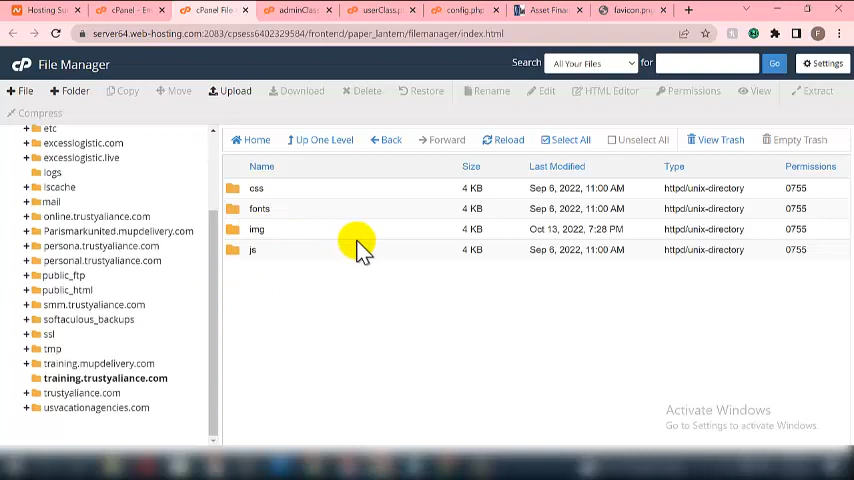 Hosting Sur
cPanel - Em
cPanel File
adminClass
userClass.p
config.php
Asset Finan
favicon.png
server64.web-hosting.com:2083/cpsess6402329584/frontend/paper_lantern/filemanager/index.html
File Manager
Search
All Your Files
for
Go
Settings
File
Folder
Copy
Move
Upload
Download
Delete
Restore
Rename
Edit
HTML Editor
Permissions
View
Extract
Compress
Home
Up One Level
Back
Forward
Reload
Select All
Unselect All
View Trash
Empty Trash
etc
excesslogistic.com
excesslogistic.live
logs
lscache
mail
online.trustyaliance.com
Parismarkunited.mupdelivery.com
persona.trustyaliance.com
personal.trustyaliance.com
public_ftp
public_html
smm.trustyaliance.com
softaculous_backups
ssl
tmp
training.mupdelivery.com
training.trustyaliance.com
trustyaliance.com
usvacationagencies.com
Name Size Last Modified Type Permissions
css 4 KB Sep 6, 2022, 11:00 AM httpd/unix-directory 0755
fonts 4 KB Sep 6, 2022, 11:00 AM httpd/unix-directory 0755
img 4 KB Oct 13, 2022, 7:28 PM httpd/unix-directory 0755
js 4 KB Sep 6, 2022, 11:00 AM httpd/unix-directory 0755
Activate Windows
Go to Settings to activate Windows.